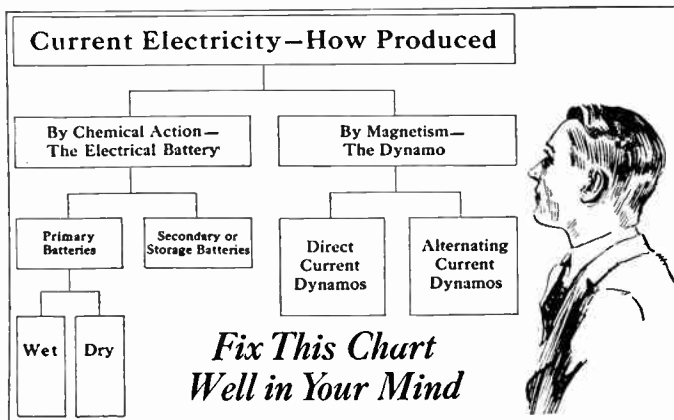 Current Electricity—How Produced
By Chemical Action—
The Electrical Battery
By Magnetism—
The Dynamo
Primary
Batteries
Secondary or
Storage Batteries
Direct
Current
Dynamos
Alternating
Current
Dynamos
Wet
Dry
Fix This Chart
Well in Your Mind